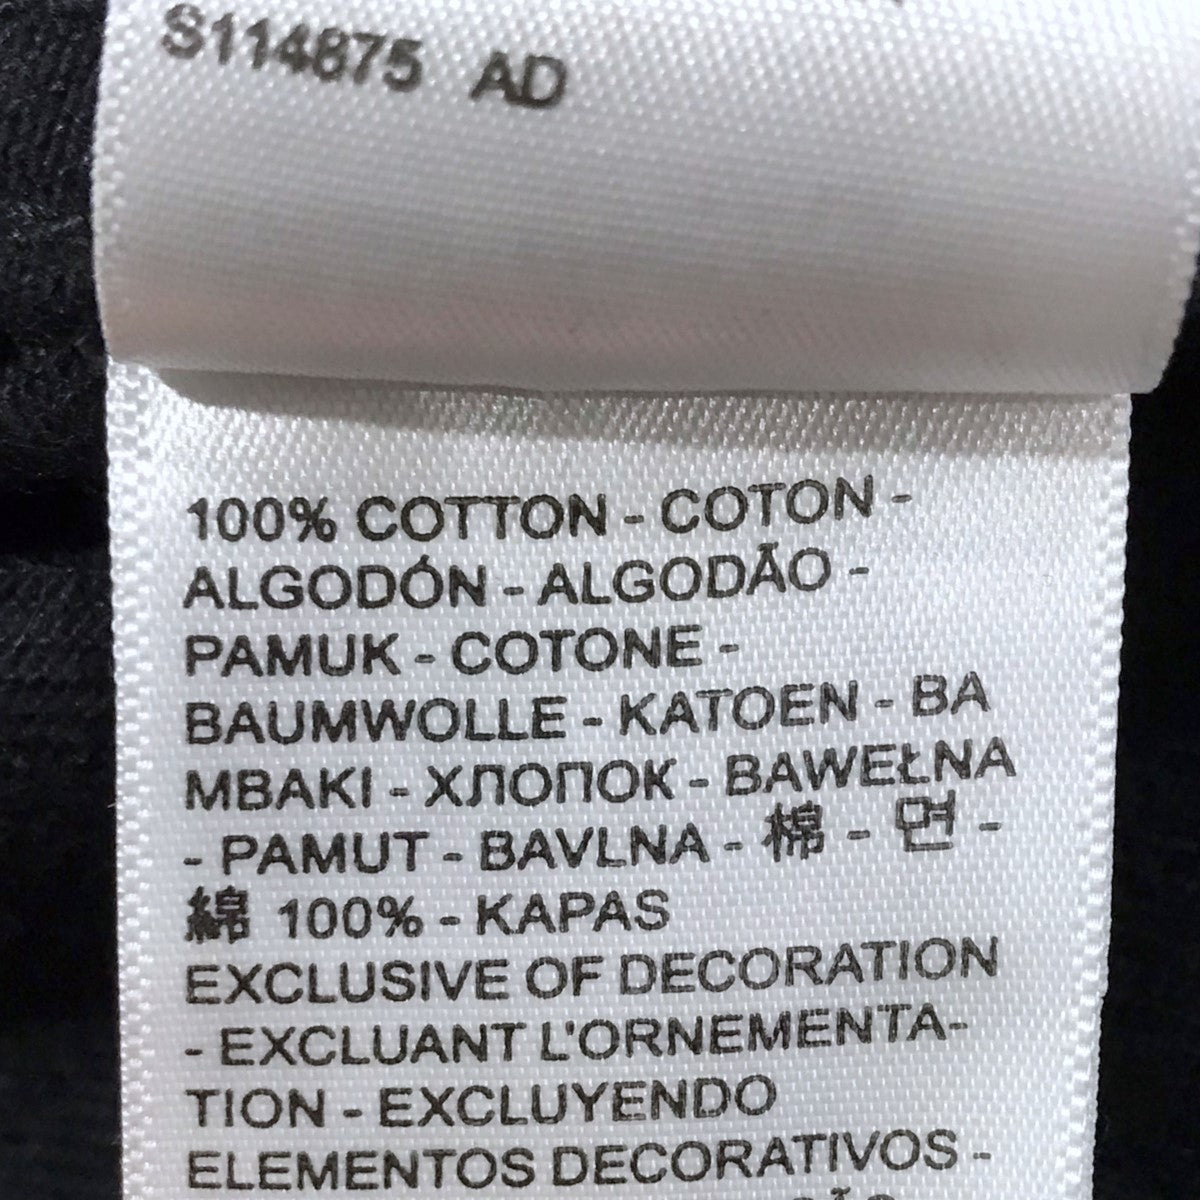 S114875 AD
100% COTTON - COTON -
ALGODÓN - ALGODÃO -
PAMUK - COTONE -
BAUMWOLLE - KATOEN - BA
MBAKI - ХЛОПОК - BAWEŁNA
- PAMUT - BAVLNA - 棉 - 면 -
綿 100% - KAPAS
EXCLUSIVE OF DECORATION
- EXCLUANT L'ORNEMENTA-
TION - EXCLUYENDO
ELEMENTOS DECORATIVOS -